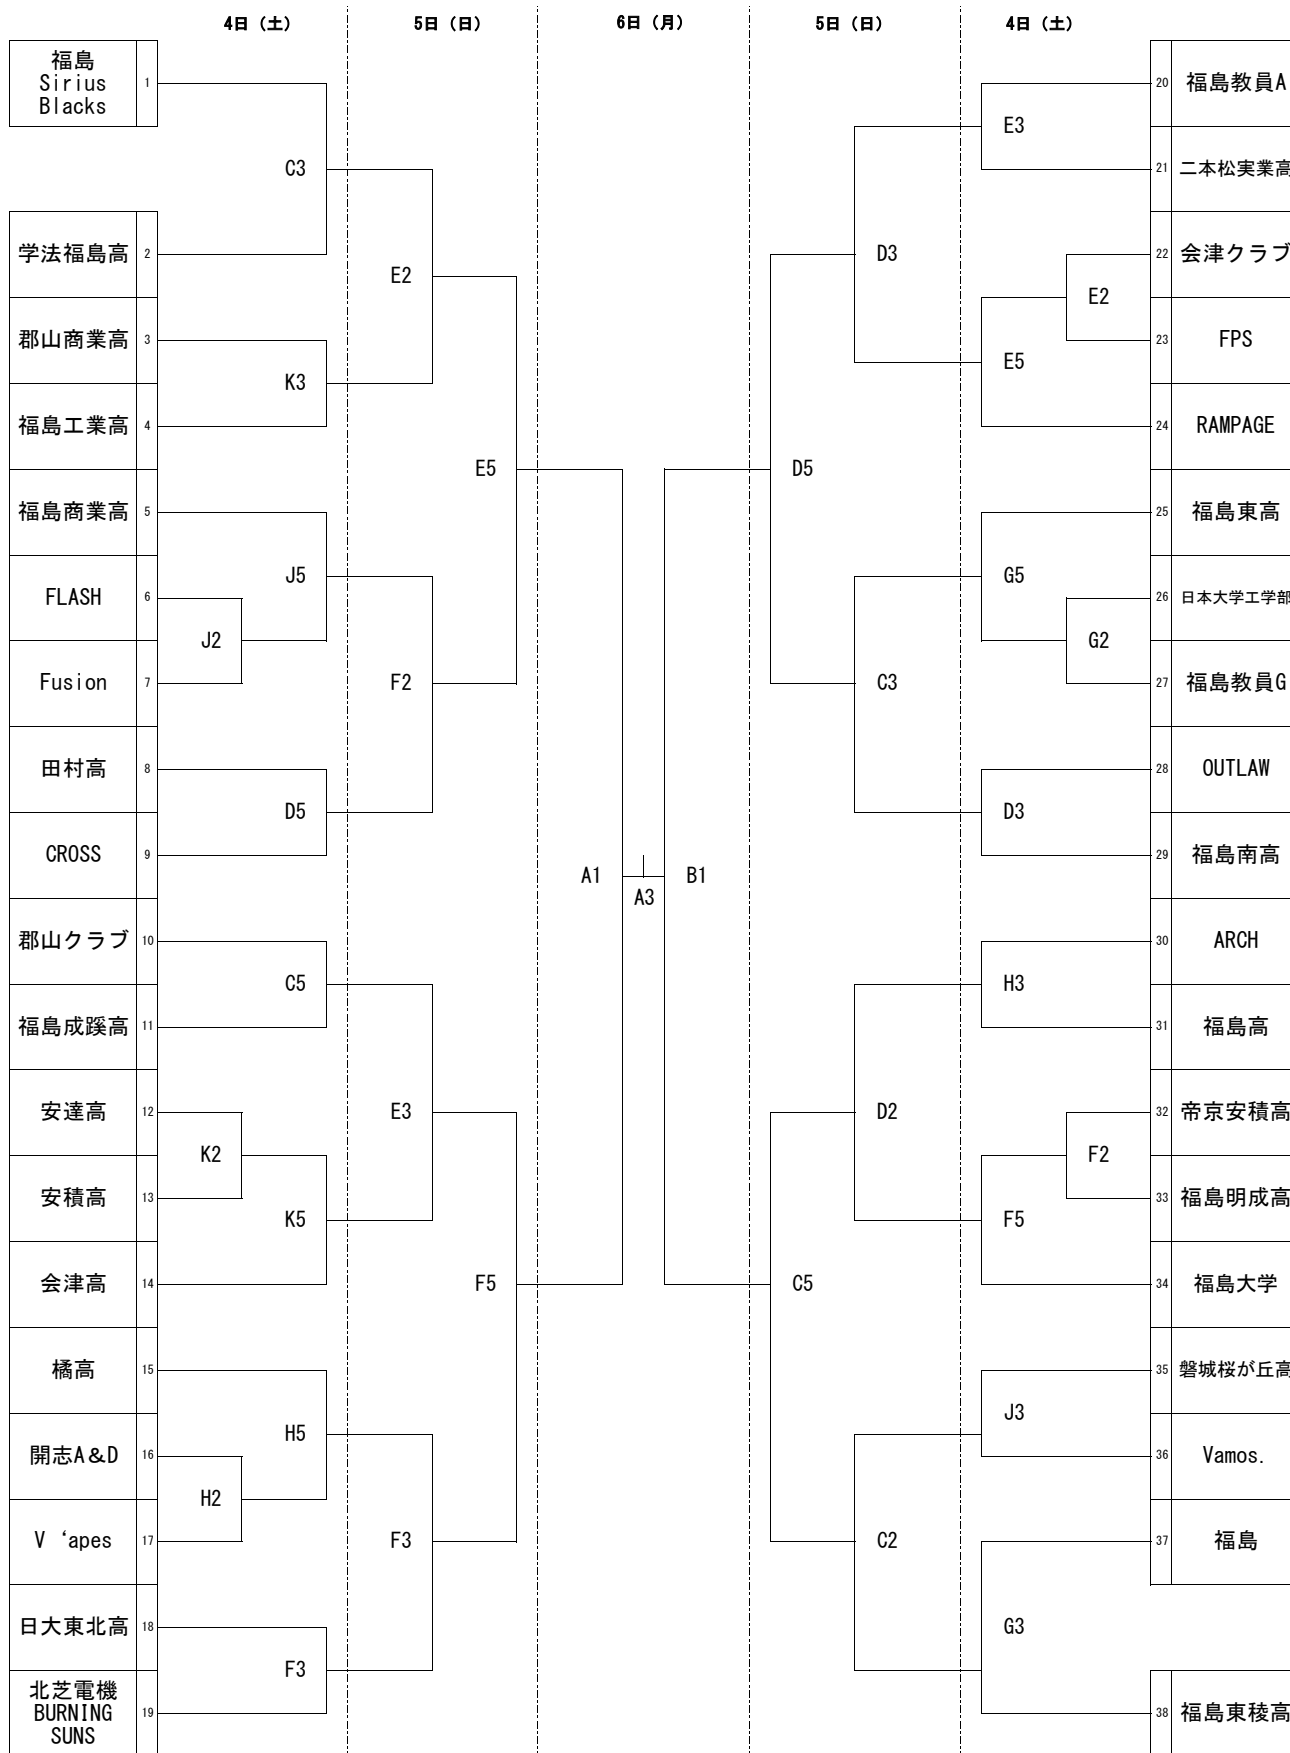 4日（土）
5日（日）
6日（月）
5日（日）
4日（土）
福島
Sirius
Blacks
1
学法福島高
2
郡山商業高
3
福島工業高
4
福島商業高
5
FLASH
6
Fusion
7
田村高
8
CROSS
9
郡山クラブ
10
福島成蹊高
11
安達高
12
安積高
13
会津高
14
橘高
15
開志A＆D
16
V ‘apes
17
日大東北高
18
北芝電機
BURNING
SUNS
19
C3
K3
J5
J2
D5
C5
K2
K5
H5
H2
F3
E2
F2
E3
F3
E5
F5
A1
A3
B1
D5
C5
D3
C3
D2
C2
E3
E2
E5
G5
G2
D3
H3
F2
F5
J3
G3
20
福島教員A
21
二本松実業高
22
会津クラブ
23
FPS
24
RAMPAGE
25
福島東高
26
日本大学工学部
27
福島教員G
28
OUTLAW
29
福島南高
30
ARCH
31
福島高
32
帝京安積高
33
福島明成高
34
福島大学
35
磐城桜が丘高
36
Vamos.
37
福島
38
福島東稜高